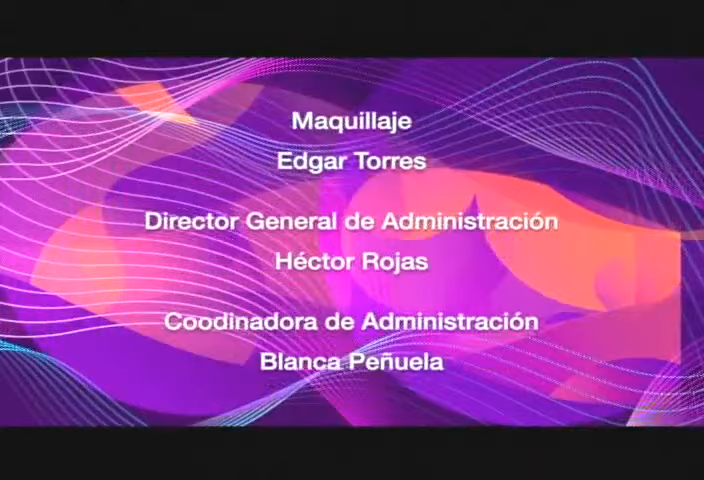 Maquillaje
Edgar Torres
Director General de Administración
Héctor Rojas
Coodinadora de Administración
Blanca Peñuela